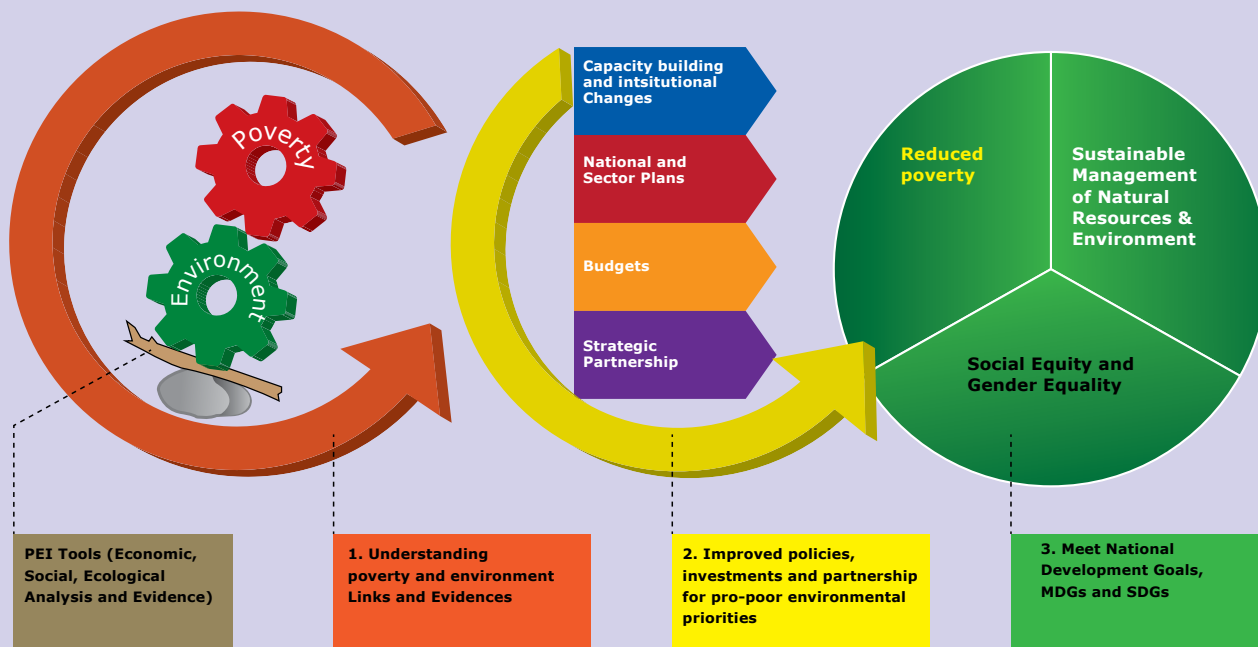 Poverty
Environment
Capacity building
and intsitutional
Changes
National and
Sector Plans
Budgets
Strategic
Partnership
Reduced
poverty
Sustainable
Management
of Natural
Resources &
Environment
Social Equity and
Gender Equality
PEI Tools (Economic,
Social, Ecological
Analysis and Evidence)
1. Understanding
poverty and environment
Links and Evidences
2. Improved policies,
investments and partnership
for pro-poor environmental
priorities
3. Meet National
Development Goals,
MDGs and SDGs